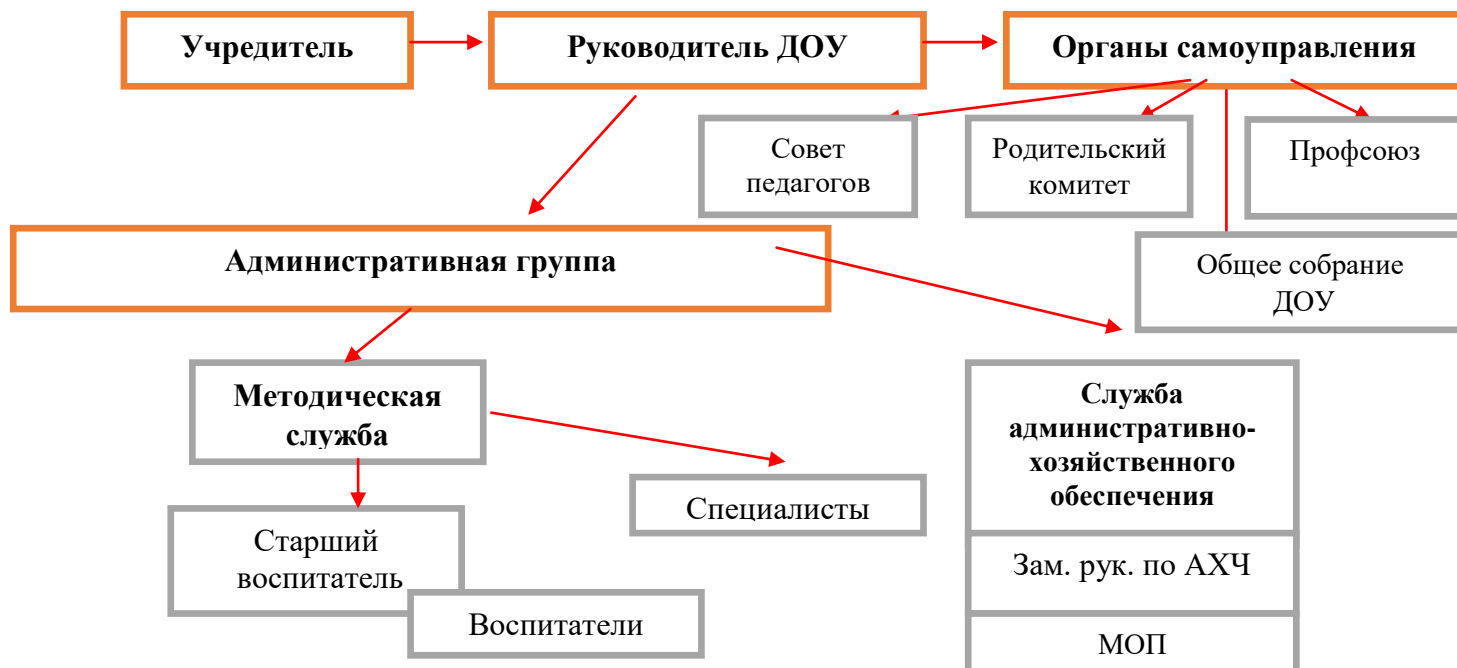 Учредитель
Руководитель ДОУ
Органы самоуправления
Совет
педагогов
Родительский
комитет
Профсоюз
Административная группа
Общее собрание
ДОУ
Методическая
служба
Служба
административно-
хозяйственного
обеспечения
Специалисты
Старший
воспитатель
Зам. рук. по АХЧ
Воспитатели
МОП